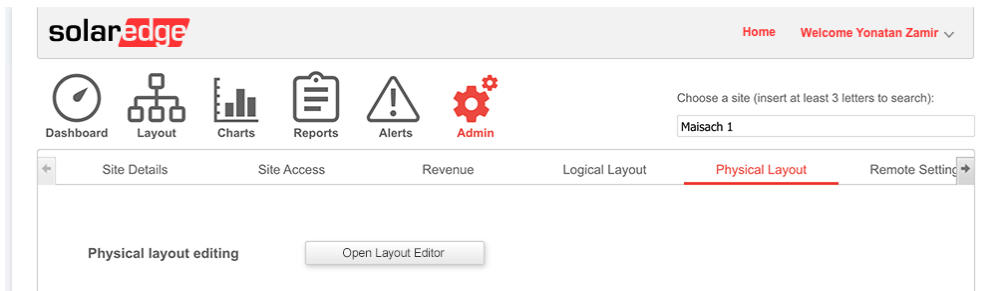 solaredge
Home Welcome Yonatan Zamir
Dashboard Layout Charts Reports Alerts Admin
Choose a site (insert at least 3 letters to search):
Maisach 1
Site Details Site Access Revenue Logical Layout Physical Layout Remote Setting
Physical layout editing Open Layout Editor